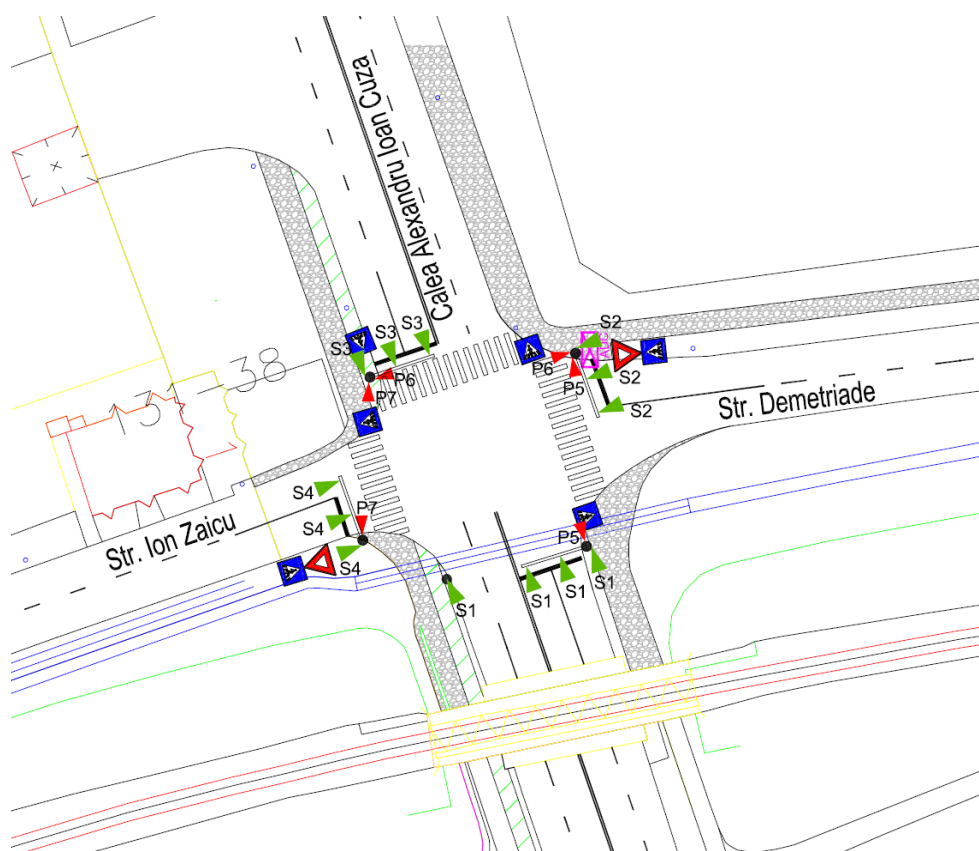 Calea Alexandru Ioan Cuza
S3
S3
S3
S2
P6
P6
P5
S2
S2
P7
131-38
Str. Demetriade
S4
S4
P7
S4
Str. Ion Zaicu
P5
S1
S1
S1
S1